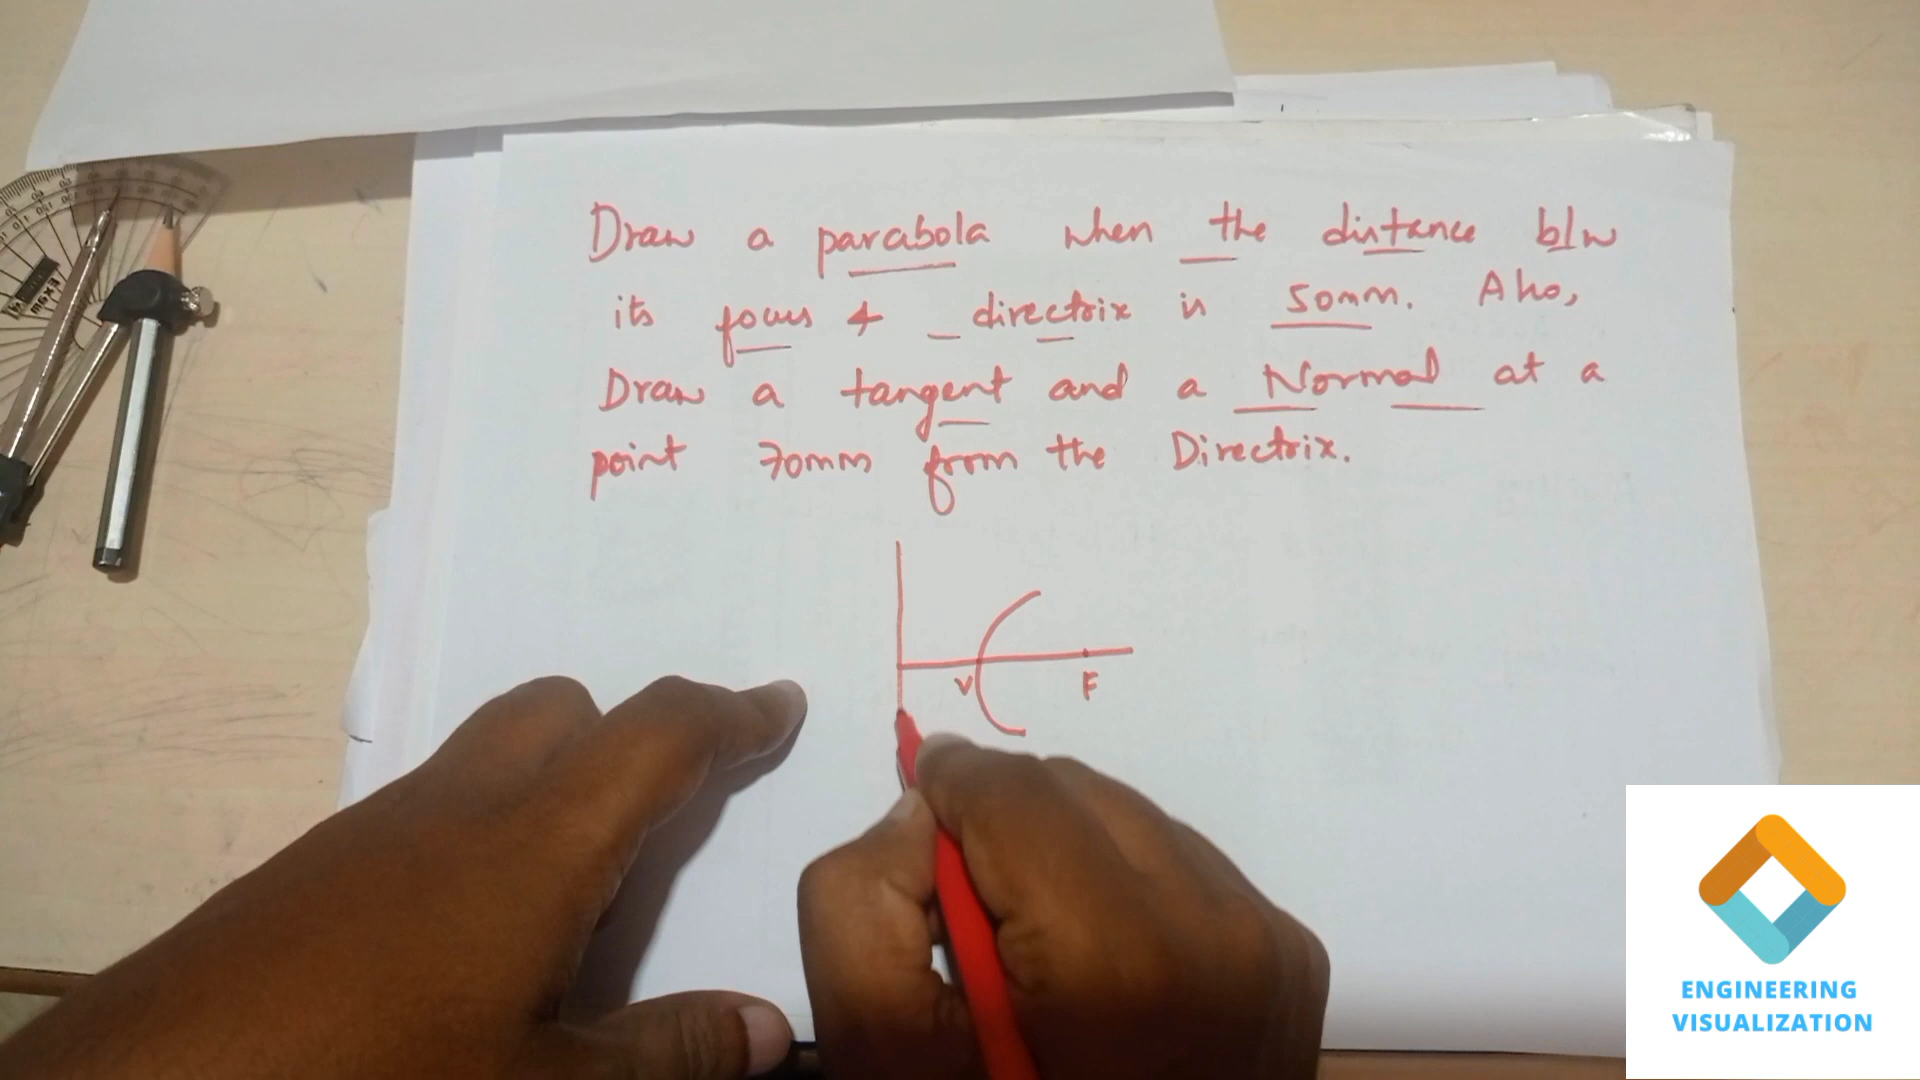 Draw a parabola when the distance b/w
its focus & directrix is 50mm. Also,
Draw a tangent and a Normal at a
point 70mm from the Directrix.
V F
ENGINEERING
VISUALIZATION